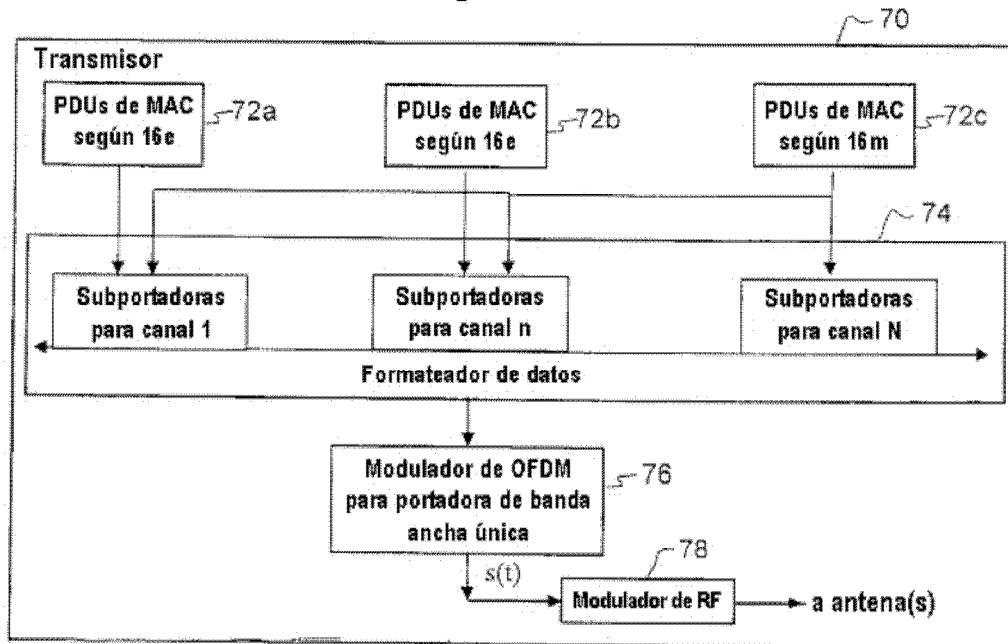 70
Transmisor
PDUs de MAC
según 16e
72a
PDUs de MAC
según 16e
72b
PDUs de MAC
según 16m
72c
74
Subportadoras
para canal 1
Subportadoras
para canal n
Subportadoras
para canal N
Formateador de datos
Modulador de OFDM
para portadora de banda
ancha única
76
s(t)
78
Modulador de RF
a antena(s)